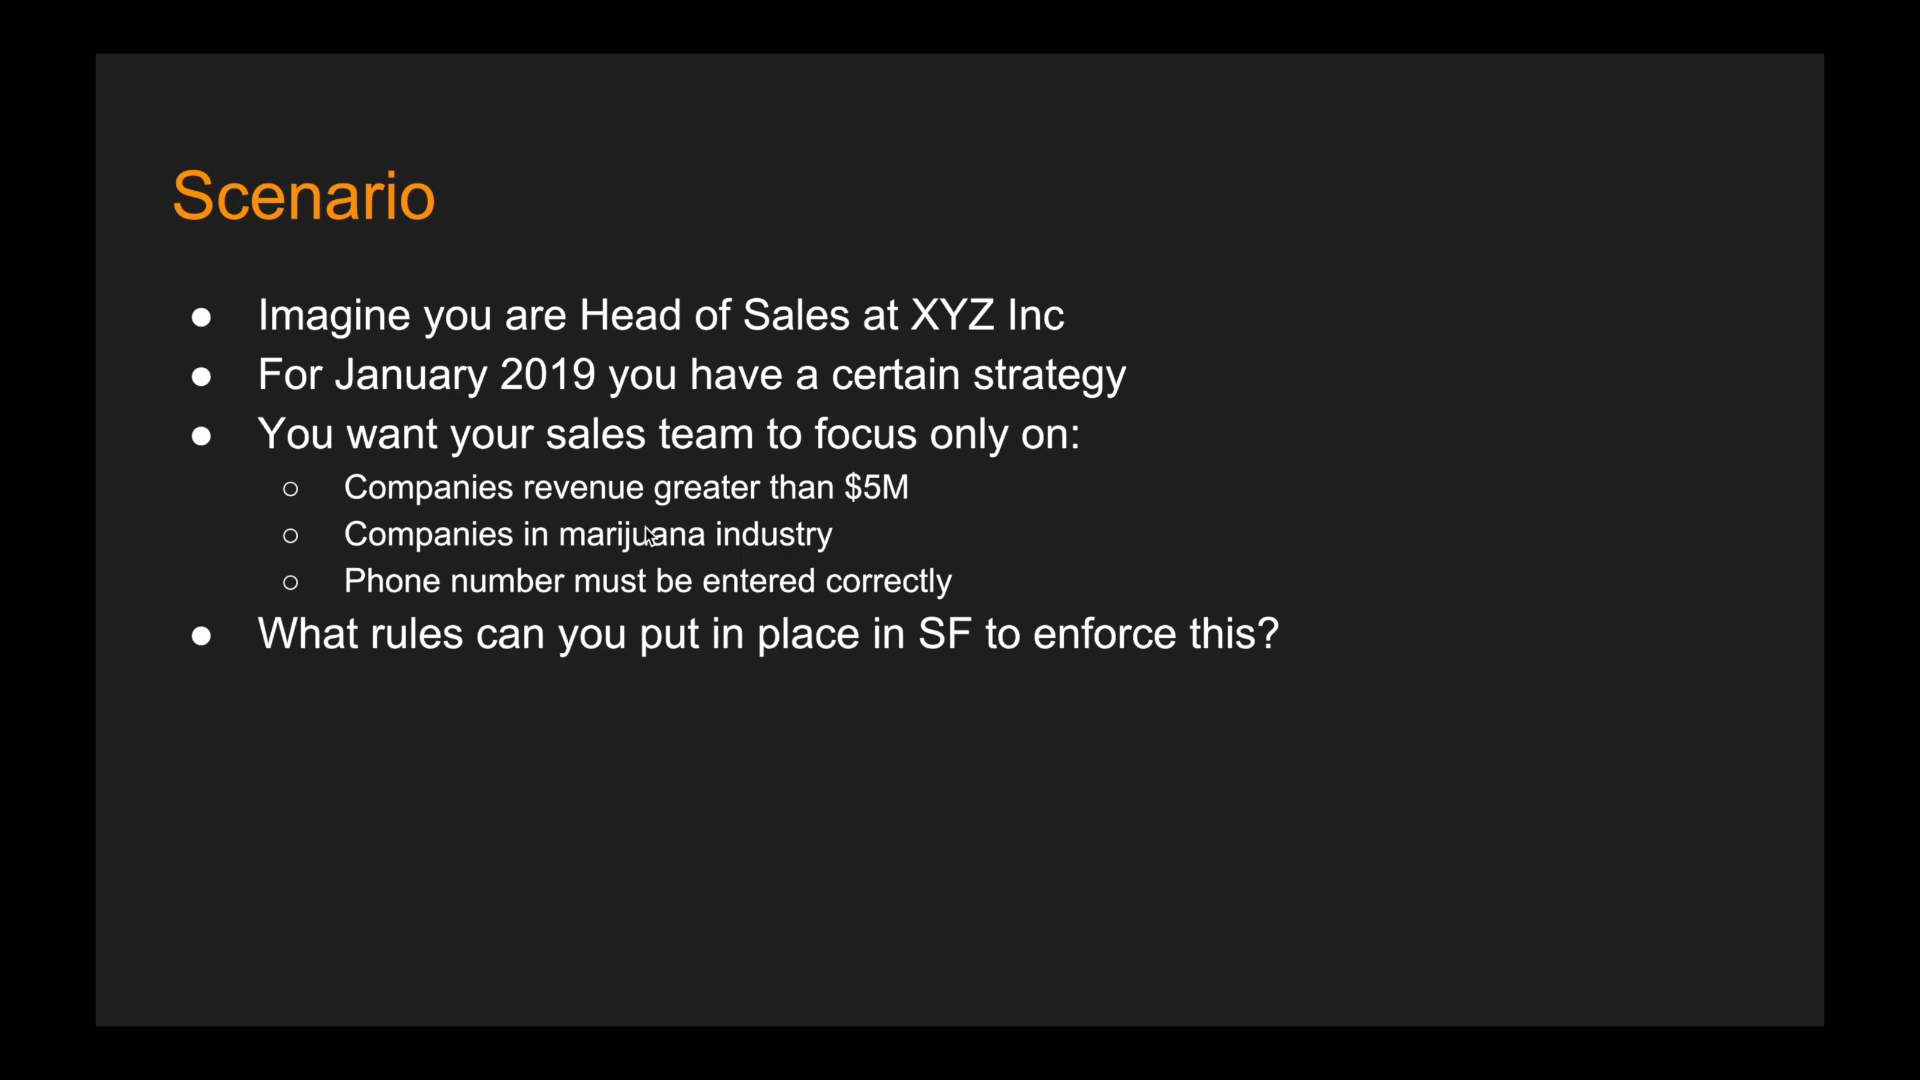 Scenario
● Imagine you are Head of Sales at XYZ Inc
● For January 2019 you have a certain strategy
● You want your sales team to focus only on:
○ Companies revenue greater than $5M
○ Companies in marijuana industry
○ Phone number must be entered correctly
● What rules can you put in place in SF to enforce this?